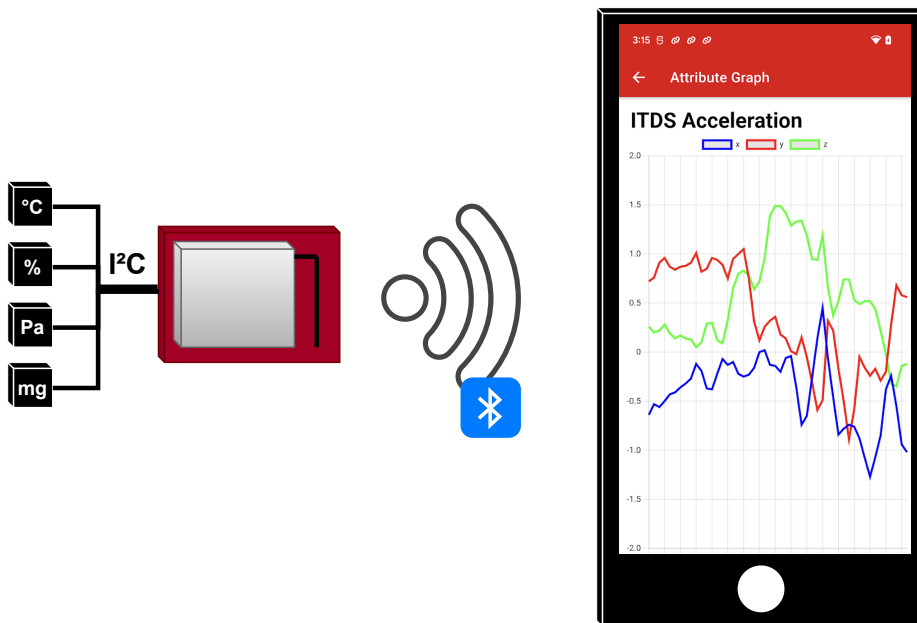 °C
%
Pa
mg
I²C
3:15
Attribute Graph
ITDS Acceleration
x y z
2.0
1.5
1.0
0.5
0
-0.5
-1.0
-1.5
-2.0